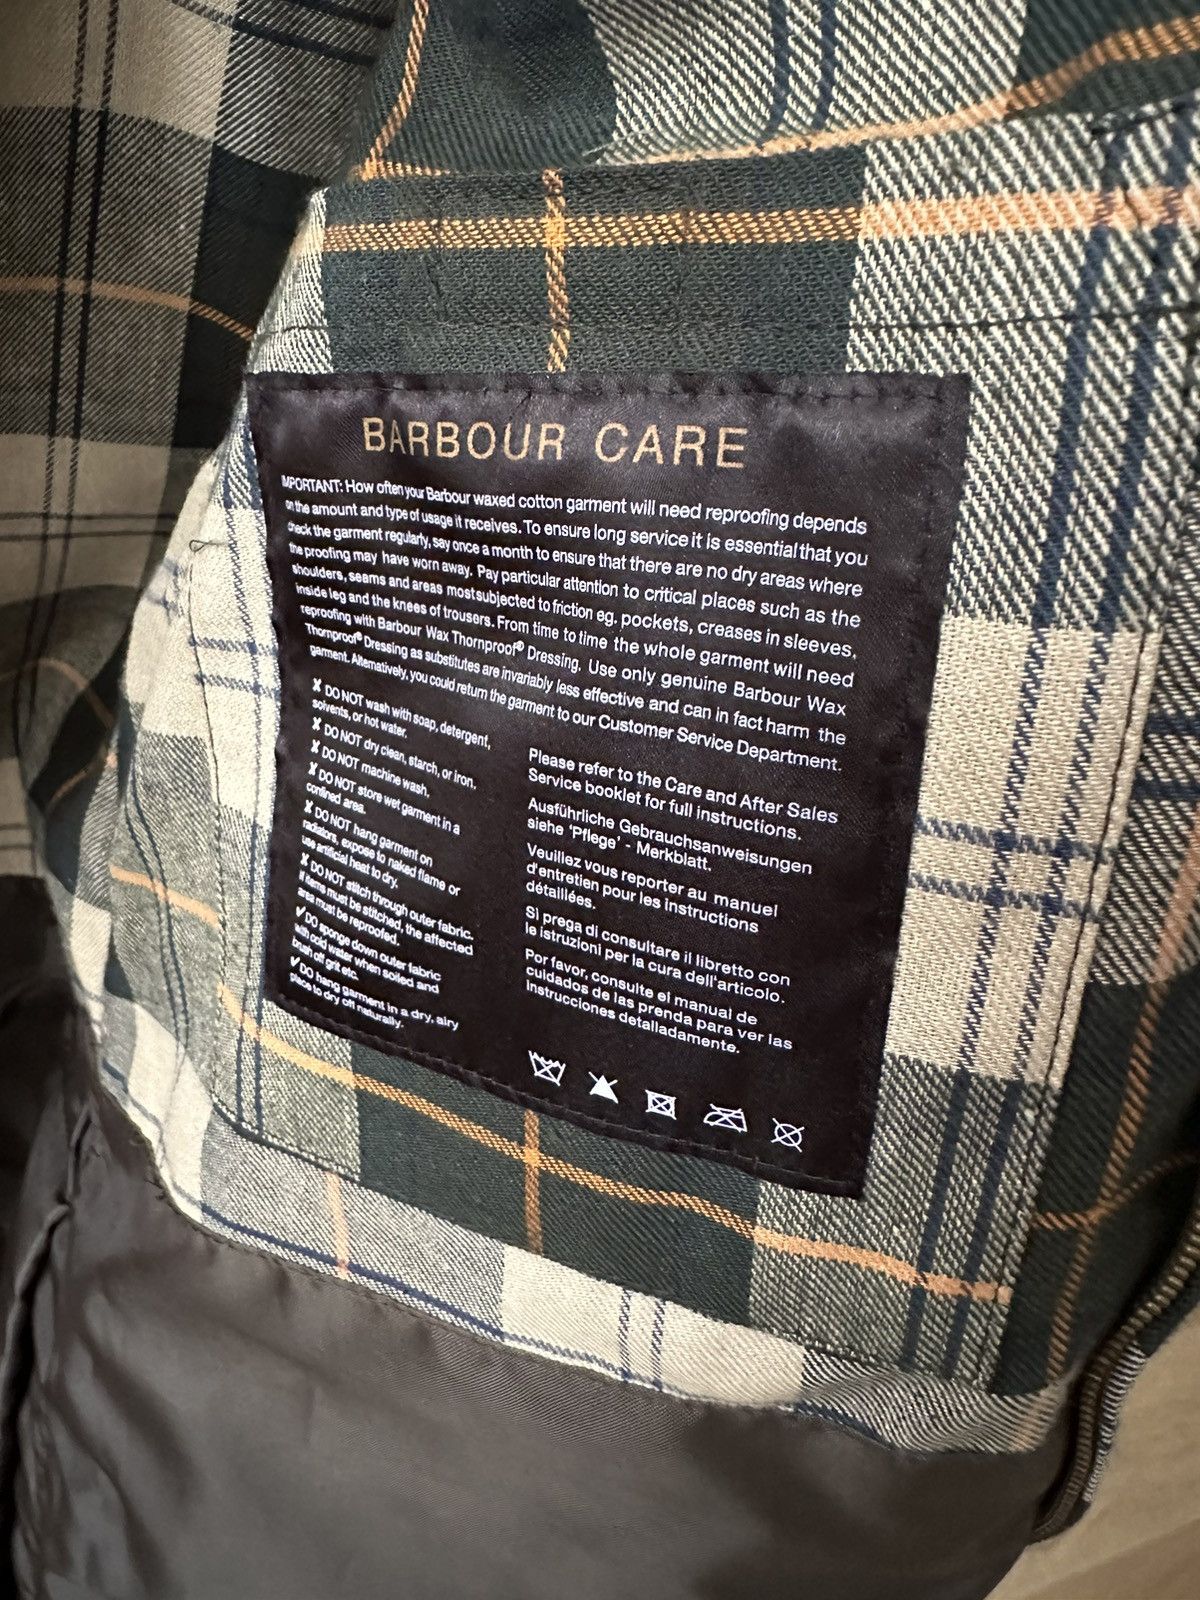 BARBOUR CARE
IMPORTANT: How often your Barbour waxed cotton garment will need reproofing depends
on the amount and type of usage it receives. To ensure long service it is essential that you
check the garment regularly, say once a month to ensure that there are no dry areas where
the proofing may have worn away. Pay particular attention to critical places such as the
shoulders, seams and areas most subjected to friction eg. pockets, creases in sleeves,
inside leg and the knees of trousers. From time to time the whole garment will need
reproofing with Barbour Wax Thornproof® Dressing. Use only genuine Barbour Wax
Thornproof® Dressing as substitutes are invariably less effective and can in fact harm the
garment. Alternatively, you could return the garment to our Customer Service Department.
✗ DO NOT wash with soap, detergent,
solvents, or hot water.
✗ DO NOT dry clean, starch, or iron.
✗ DO NOT machine wash.
✗ DO NOT store wet garment in a
confined area.
✗ DO NOT hang garment on
radiators, expose to naked flame or
use artificial heat to dry.
✗ DO NOT stitch through outer fabric.
If items must be stitched, the affected
area must be reproofed.
✓ DO sponge down outer fabric
with cold water when soiled and
brush off grit etc.
✓ DO hang garment in a dry, airy
place to dry off naturally.
Please refer to the Care and After Sales
Service booklet for full instructions.
Ausführliche Gebrauchsanweisungen
siehe 'Pflege' - Merkblatt.
Veuillez vous reporter au manuel
d'entretien pour les instructions
détaillées.
Si prega di consultare il libretto con
le istruzioni per la cura dell'articolo.
Por favor, consulte el manual de
cuidados de las prenda para ver las
instrucciones detalladamente.